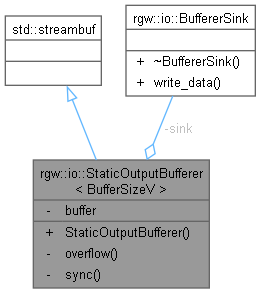 std::streambuf
rgw::io::BuffererSink
+ ~BuffererSink()
+ write_data()
-sink
rgw::io::StaticOutputBufferer
< BufferSizeV >
- buffer
+ StaticOutputBufferer()
- overflow()
- sync()